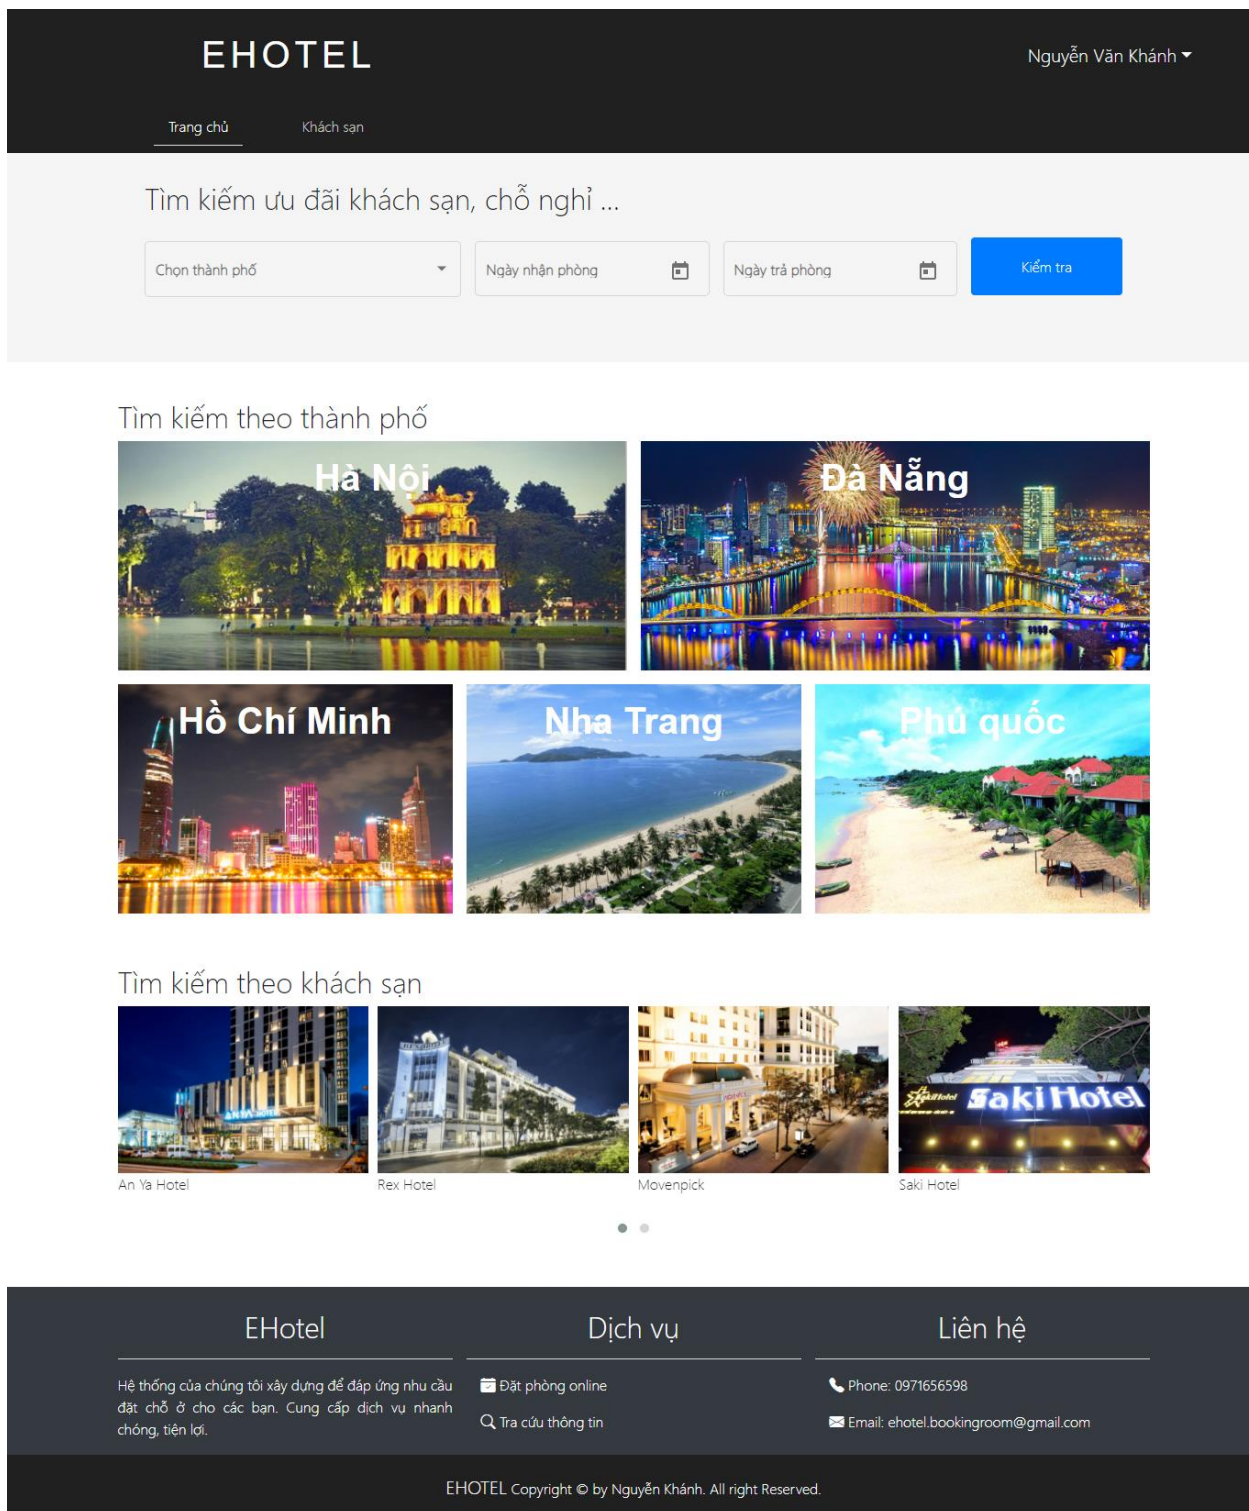 EHOTEL
Nguyễn Văn Khánh
Trang chủ
Khách sạn
Tìm kiếm ưu đãi khách sạn, chỗ nghỉ ...
Chọn thành phố
Ngày nhận phòng
Ngày trả phòng
Kiểm tra
Tìm kiếm theo thành phố
Hà Nội
Đà Nẵng
Hồ Chí Minh
Nha Trang
Phú quốc
Tìm kiếm theo khách sạn
ANYA HOTEL
SakiHotel
SakiHotel
An Ya Hotel
Rex Hotel
Movenpick
Saki Hotel
EHotel
Dịch vụ
Liên hệ
Hệ thống của chúng tôi xây dựng để đáp ứng nhu cầu
đặt chỗ ở cho các bạn. Cung cấp dịch vụ nhanh
chóng, tiện lợi.
Đặt phòng online
Tra cứu thông tin
Phone: 0971656598
Email: ehotel.bookingroom@gmail.com
EHOTEL Copyright © by Nguyễn Khánh. All right Reserved.